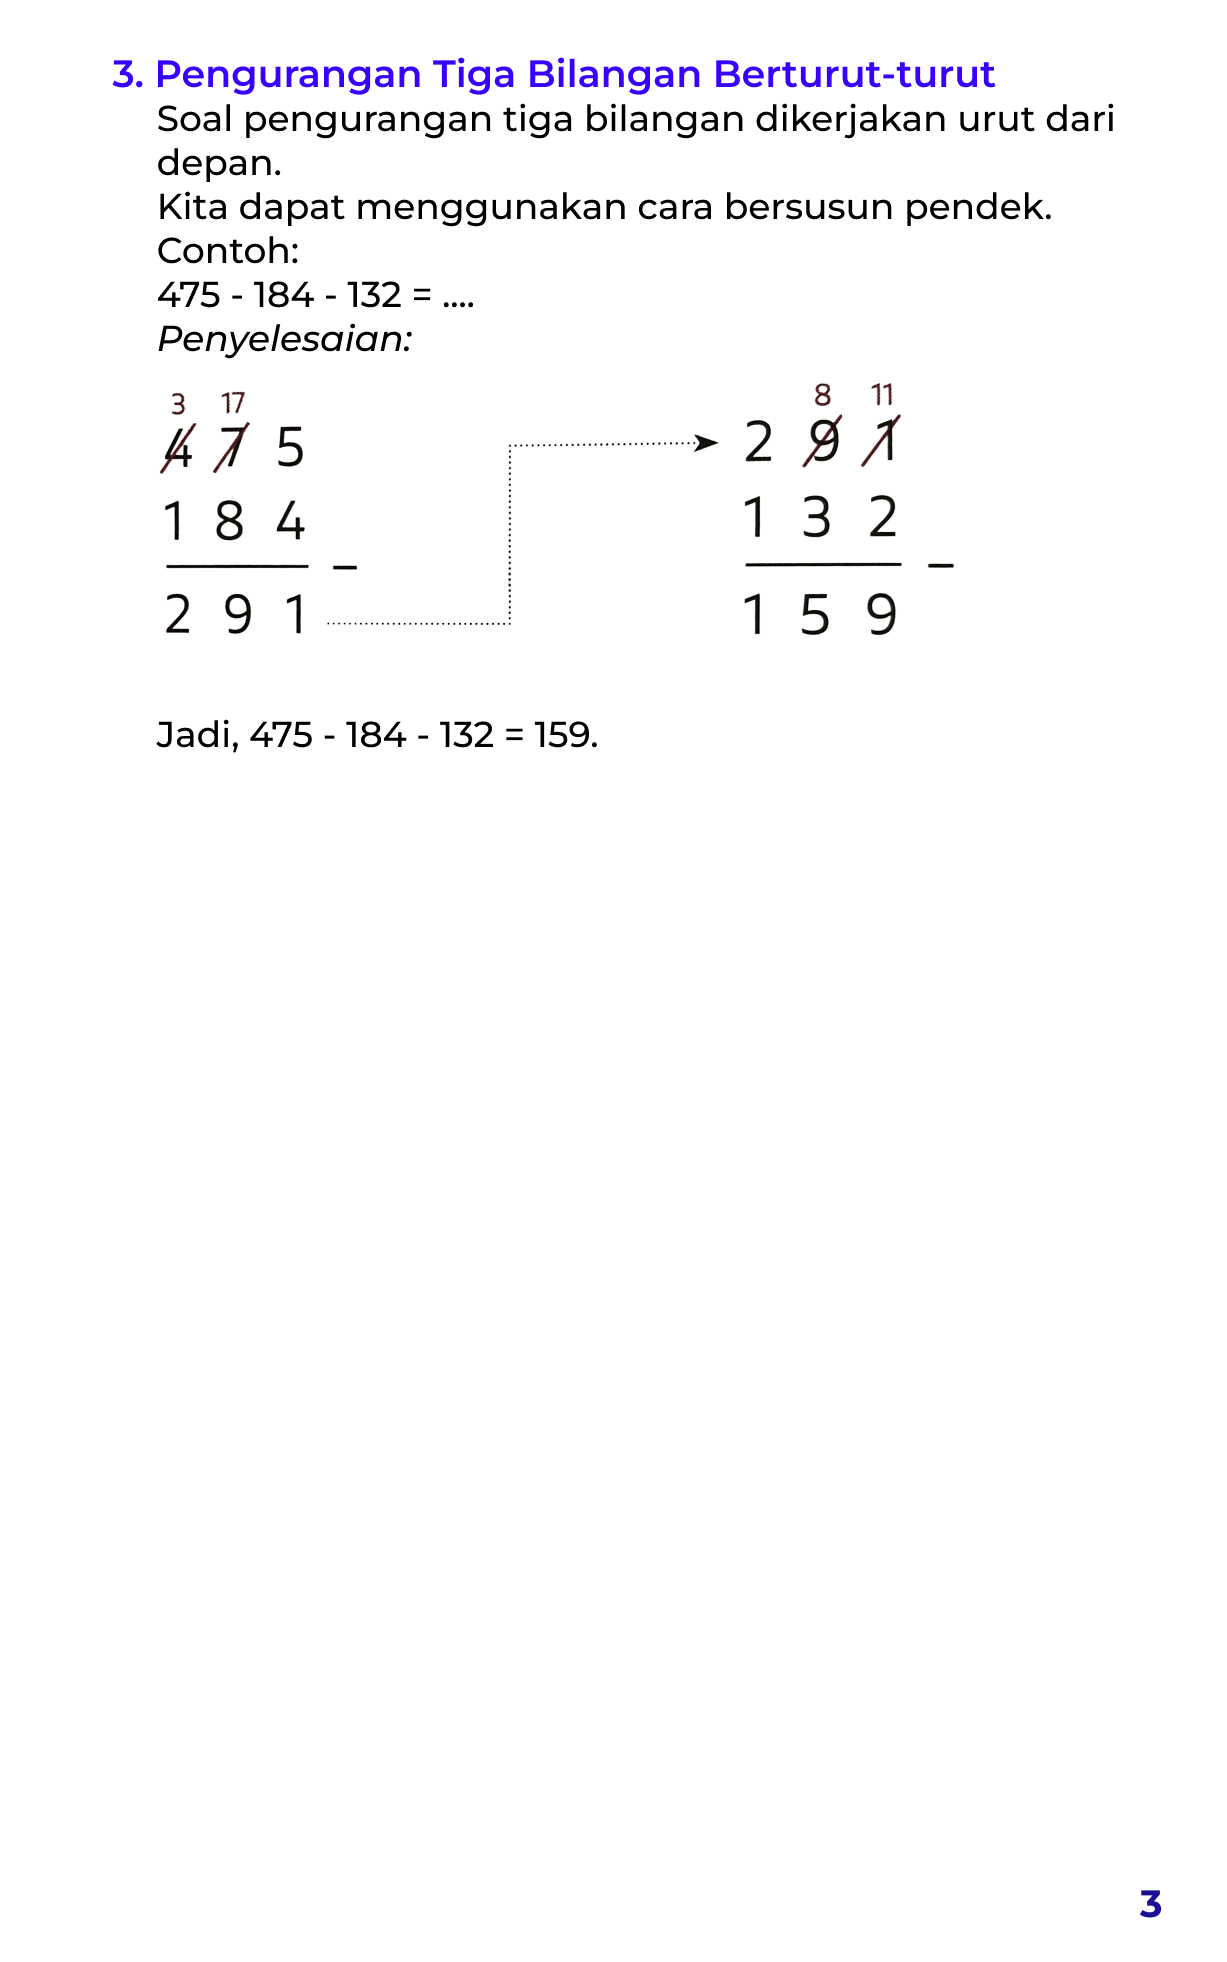 3. Pengurangan Tiga Bilangan Berturut-turut
Soal pengurangan tiga bilangan dikerjakan urut dari
depan.
Kita dapat menggunakan cara bersusun pendek.
Contoh:
475 - 184 - 132 = ....
Penyelesaian:
3 17
4 7 5
1 8 4
–
2 9 1
8 11
2 9 1
1 3 2
–
1 5 9
Jadi, 475 - 184 - 132 = 159.
3